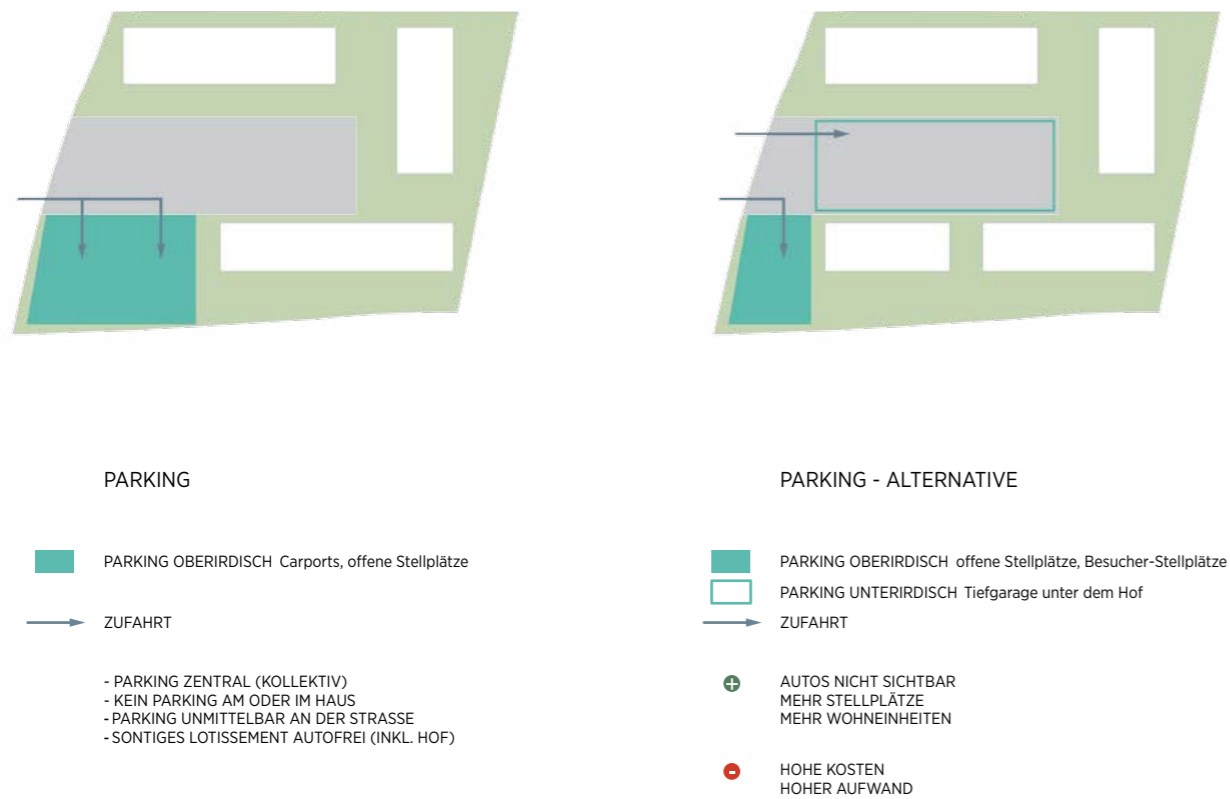 PARKING
PARKING OBERIRDISCH Carports, offene Stellplätze
ZUFAHRT
- PARKING ZENTRAL (KOLLEKTIV)
- KEIN PARKING AM ODER IM HAUS
- PARKING UNMITTELBAR AN DER STRASSE
- SONTIGES LOTISSEMENT AUTOFREI (INKL. HOF)
PARKING - ALTERNATIVE
PARKING OBERIRDISCH offene Stellplätze, Besucher-Stellplätze
PARKING UNTERIRDISCH Tiefgarage unter dem Hof
ZUFAHRT
+ AUTOS NICHT SICHTBAR
MEHR STELLPLÄTZE
MEHR WOHNEINHEITEN
- HOHE KOSTEN
HOHER AUFWAND